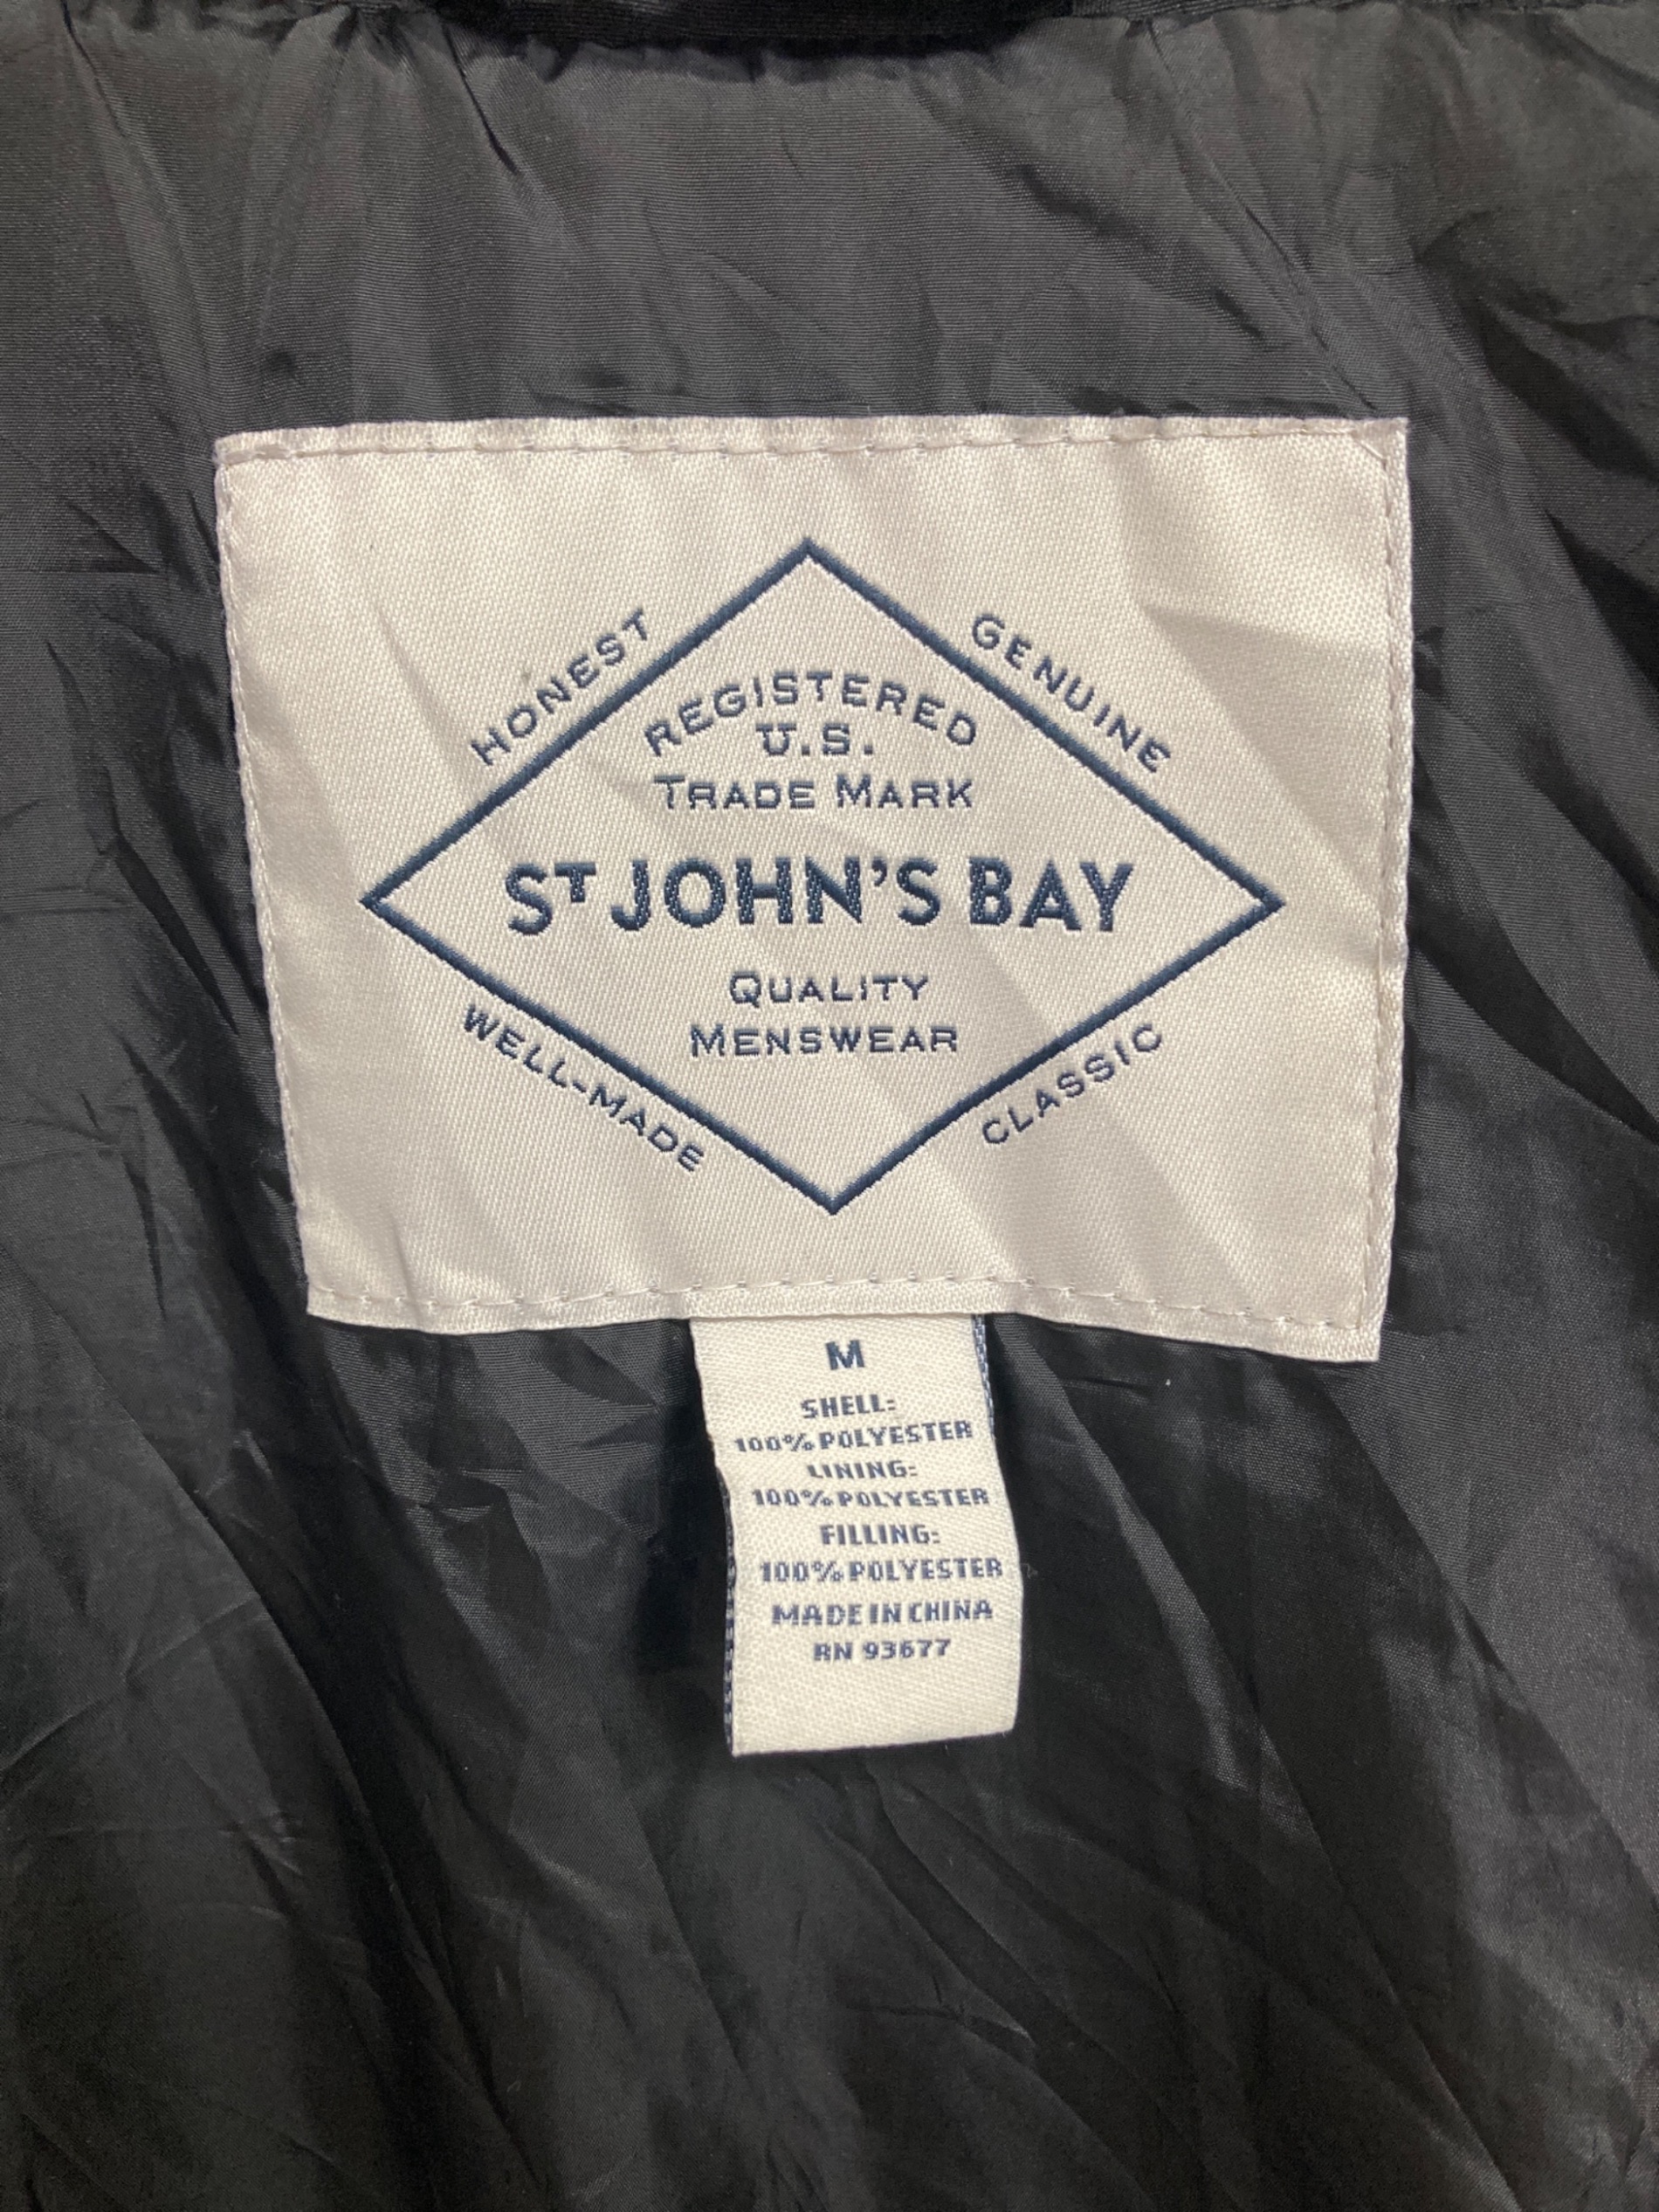 HONEST
GENUINE
REGISTERED
U.S.
TRADE MARK
ST JOHN'S BAY
QUALITY
MENSWEAR
WELL-MADE
CLASSIC
M
SHELL:
100% POLYESTER
LINING:
100% POLYESTER
FILLING:
100% POLYESTER
MADE IN CHINA
RN 93677